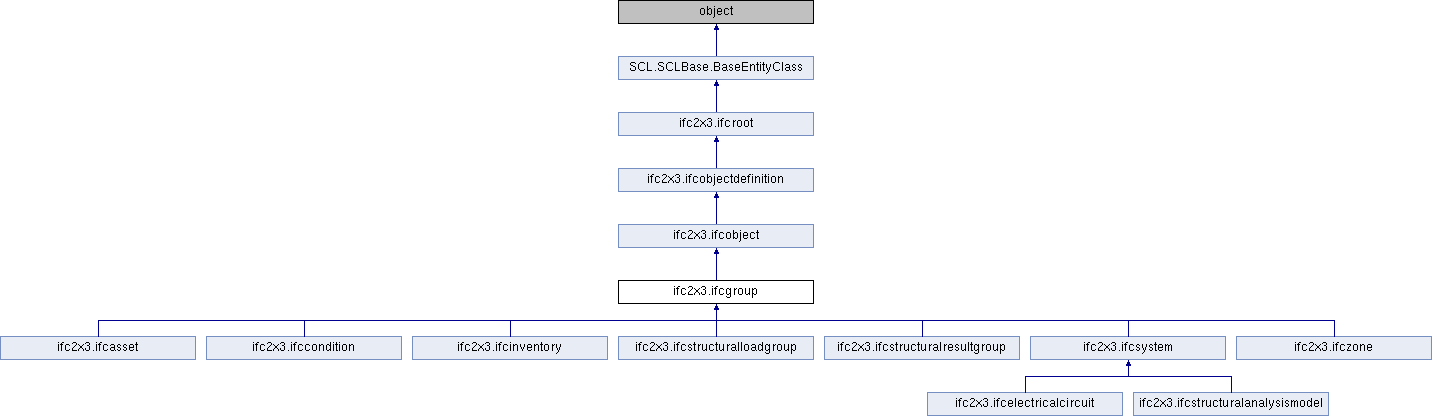 object
SCL.SCLBase.BaseEntityClass
ifc2x3.ifcroot
ifc2x3.ifcobjectdefinition
ifc2x3.ifcobject
ifc2x3.ifcgroup
ifc2x3.ifcasset
ifc2x3.ifccondition
ifc2x3.ifcinventory
ifc2x3.ifcstructuralloadgroup
ifc2x3.ifcstructuralresultgroup
ifc2x3.ifcsystem
ifc2x3.ifczone
ifc2x3.ifcelectricalcircuit
ifc2x3.ifcstructuralanalysismodel